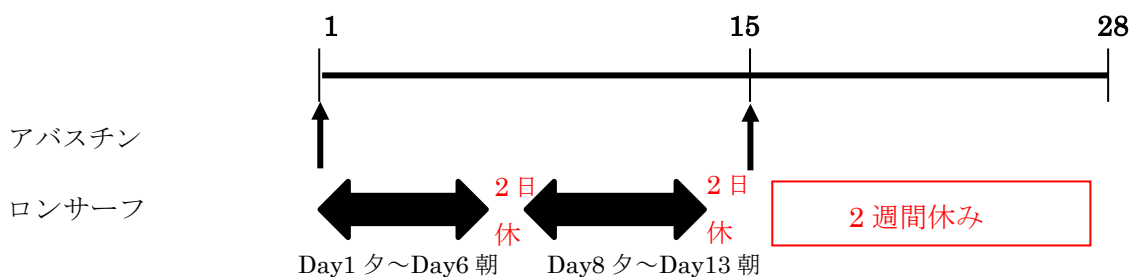 1 15 28
アバスチン
ロンサーフ
2 日
休
2 日
休
2 週間休み
Day1 夕～Day6 朝
Day8 夕～Day13 朝